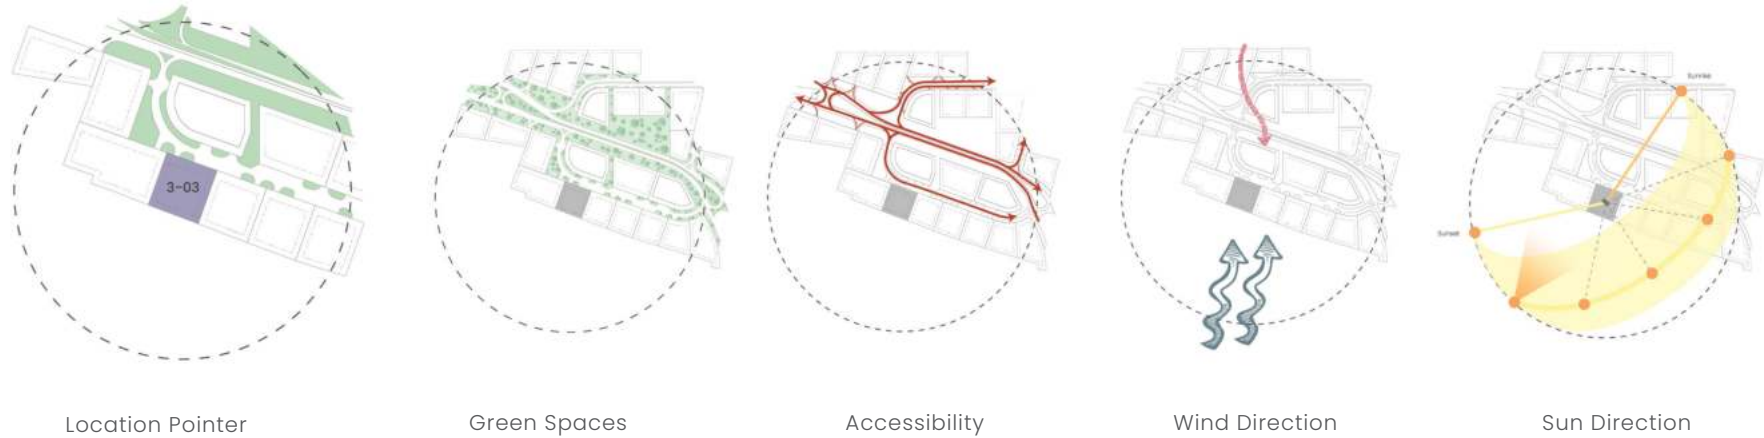 3-03
Sunrise
Sunset
Location Pointer
Green Spaces
Accessibility
Wind Direction
Sun Direction